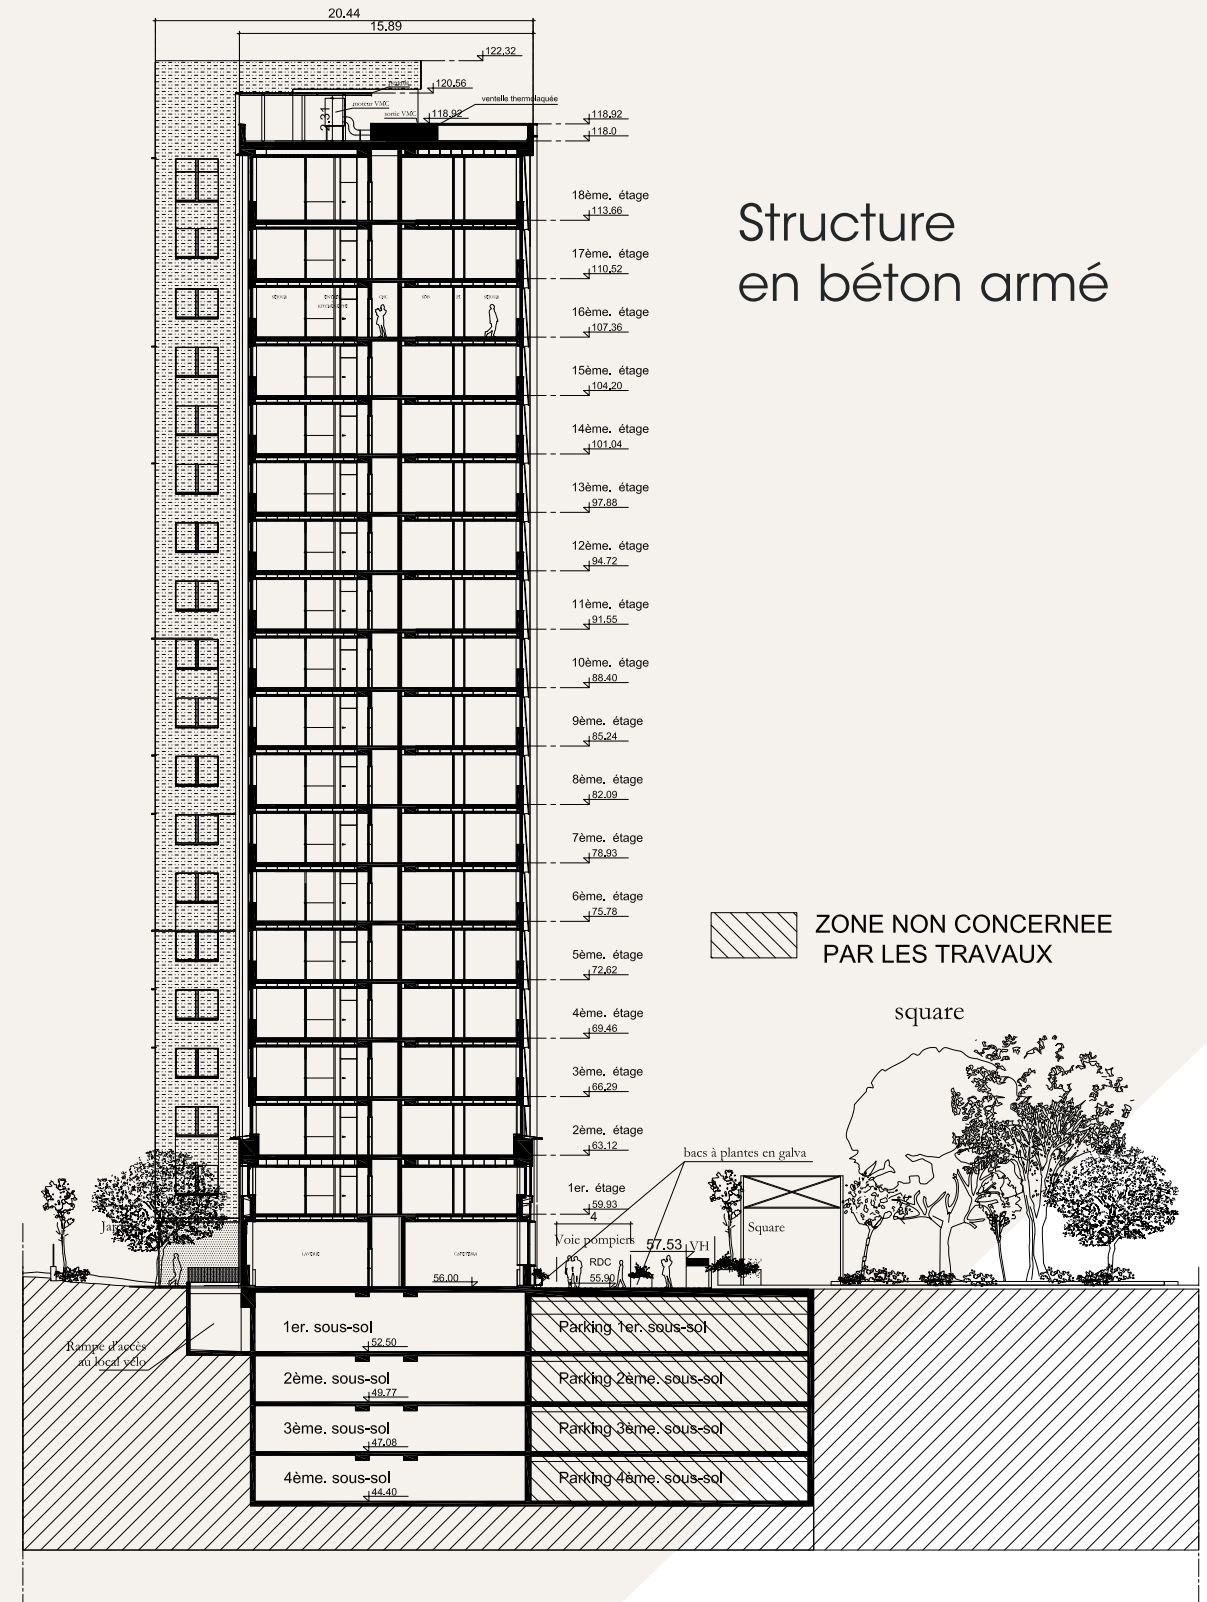 20.44
15.89
122,32
120.56
ventelle thermolaquée
moteur VMC
2.31
sortie VMC
118,92
118,92
118.0
Structure
en béton armé
18ème. étage
113.66
17ème. étage
110,52
16ème. étage
107,36
15ème. étage
104,20
14ème. étage
101.04
13ème. étage
97.88
12ème. étage
94.72
11ème. étage
91.55
10ème. étage
88.40
9ème. étage
85.24
8ème. étage
82.09
7ème. étage
78.93
6ème. étage
75.78
5ème. étage
72,62
4ème. étage
69.46
3ème. étage
66,29
2ème. étage
63,12
1er. étage
59,93
ZONE NON CONCERNEE
PAR LES TRAVAUX
square
bacs à plantes en galva
Square
4
Voie pompiers
57.53
VH
RDC
55.90
56.00
Rampe d'accès
au local vélo
1er. sous-sol
52.50
Parking 1er. sous-sol
2ème. sous-sol
49.77
Parking 2ème. sous-sol
3ème. sous-sol
47,08
Parking 3ème. sous-sol
4ème. sous-sol
44.40
Parking 4ème. sous-sol